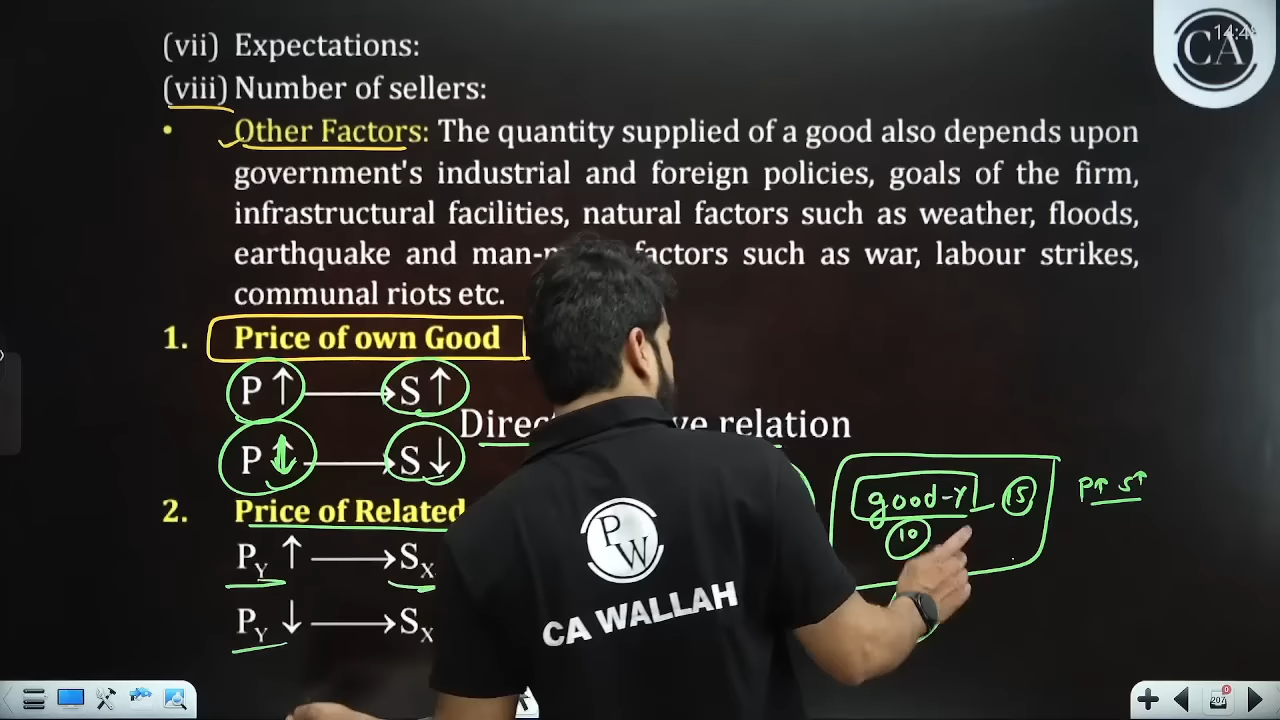 (vii) Expectations:
(viii) Number of sellers:
• Other Factors: The quantity supplied of a good also depends upon
government's industrial and foreign policies, goals of the firm,
infrastructural facilities, natural factors such as weather, floods,
earthquake and factors such as war, labour strikes,
communal riots etc.
1. Price of own Good
P ↑ → S ↑
relation
P → S ↓
2. Price of Related
P_Y ↑ → S_X
P_Y ↓ → S_X
good-Y 15
10
P↑ S↑
CA
PW
CA WALLAH
207
0